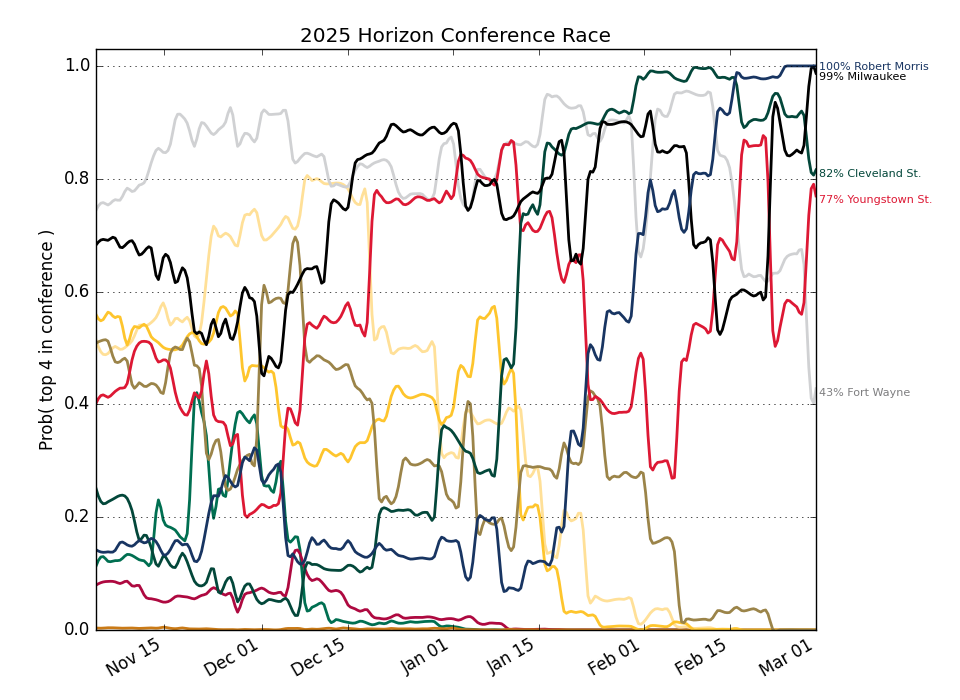 2025 Horizon Conference Race
Prob( top 4 in conference )
1.0
0.8
0.6
0.4
0.2
0.0
Nov 15
Dec 01
Dec 15
Jan 01
Jan 15
Feb 01
Feb 15
Mar 01
100% Robert Morris
99% Milwaukee
82% Cleveland St.
77% Youngstown St.
43% Fort Wayne